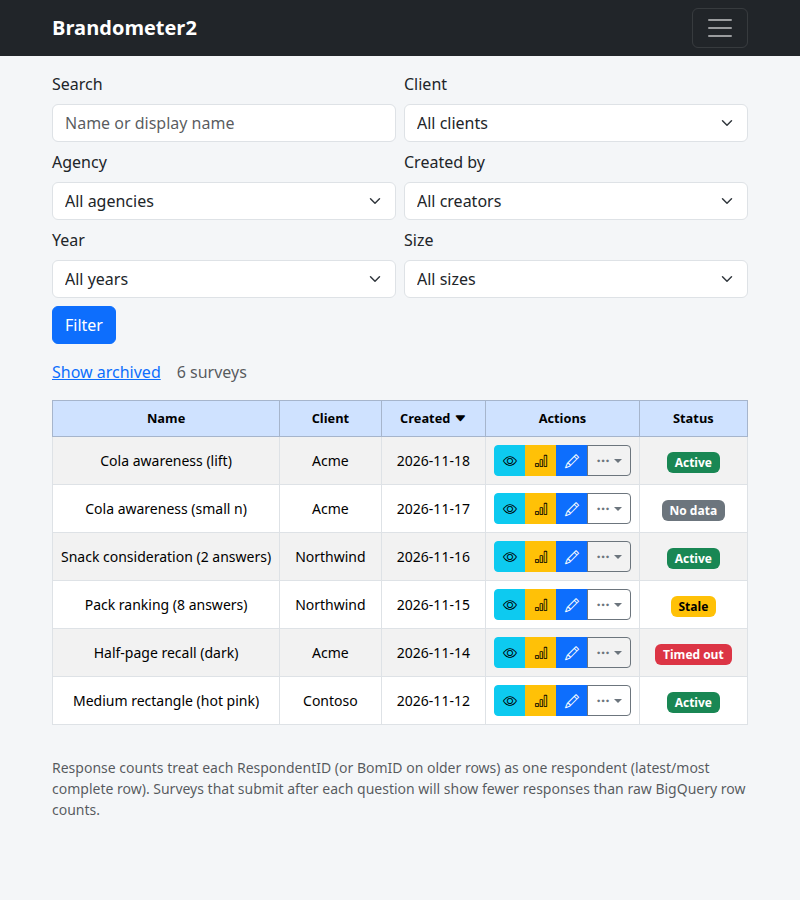 Brandometer2
Search Client
Name or display name All clients
Agency Created by
All agencies All creators
Year Size
All years All sizes
Filter
Show archived 6 surveys
Name Client Created Actions Status
Cola awareness (lift) Acme 2026-11-18 Active
Cola awareness (small n) Acme 2026-11-17 No data
Snack consideration (2 answers) Northwind 2026-11-16 Active
Pack ranking (8 answers) Northwind 2026-11-15 Stale
Half-page recall (dark) Acme 2026-11-14 Timed out
Medium rectangle (hot pink) Contoso 2026-11-12 Active
Response counts treat each RespondentID (or BomID on older rows) as one respondent (latest/most
complete row). Surveys that submit after each question will show fewer responses than raw BigQuery row
counts.